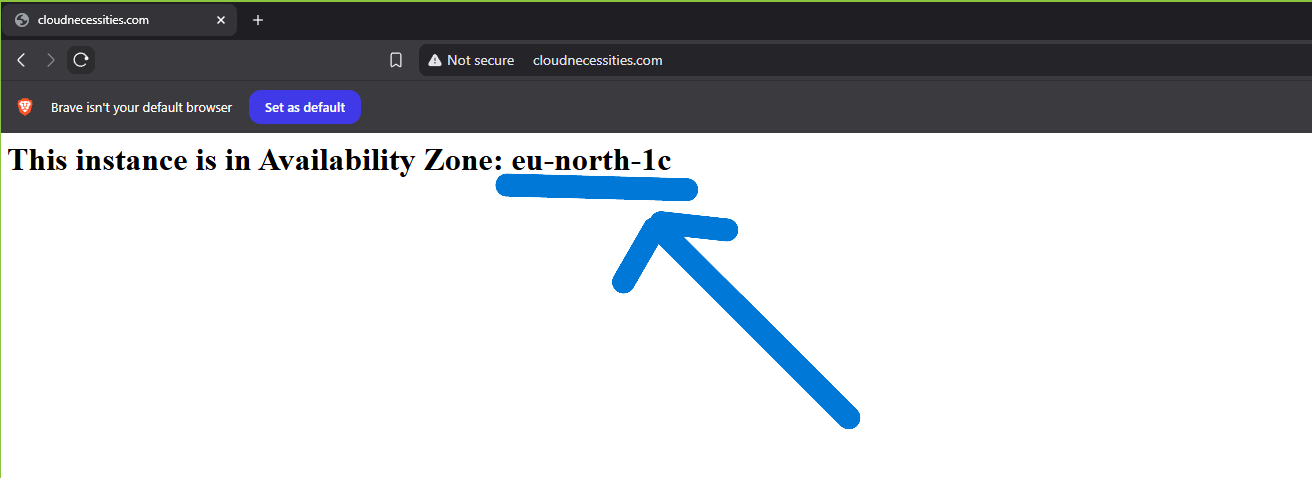 cloudnecessities.com
Not secure cloudnecessities.com
Brave isn't your default browser Set as default
This instance is in Availability Zone: eu-north-1c